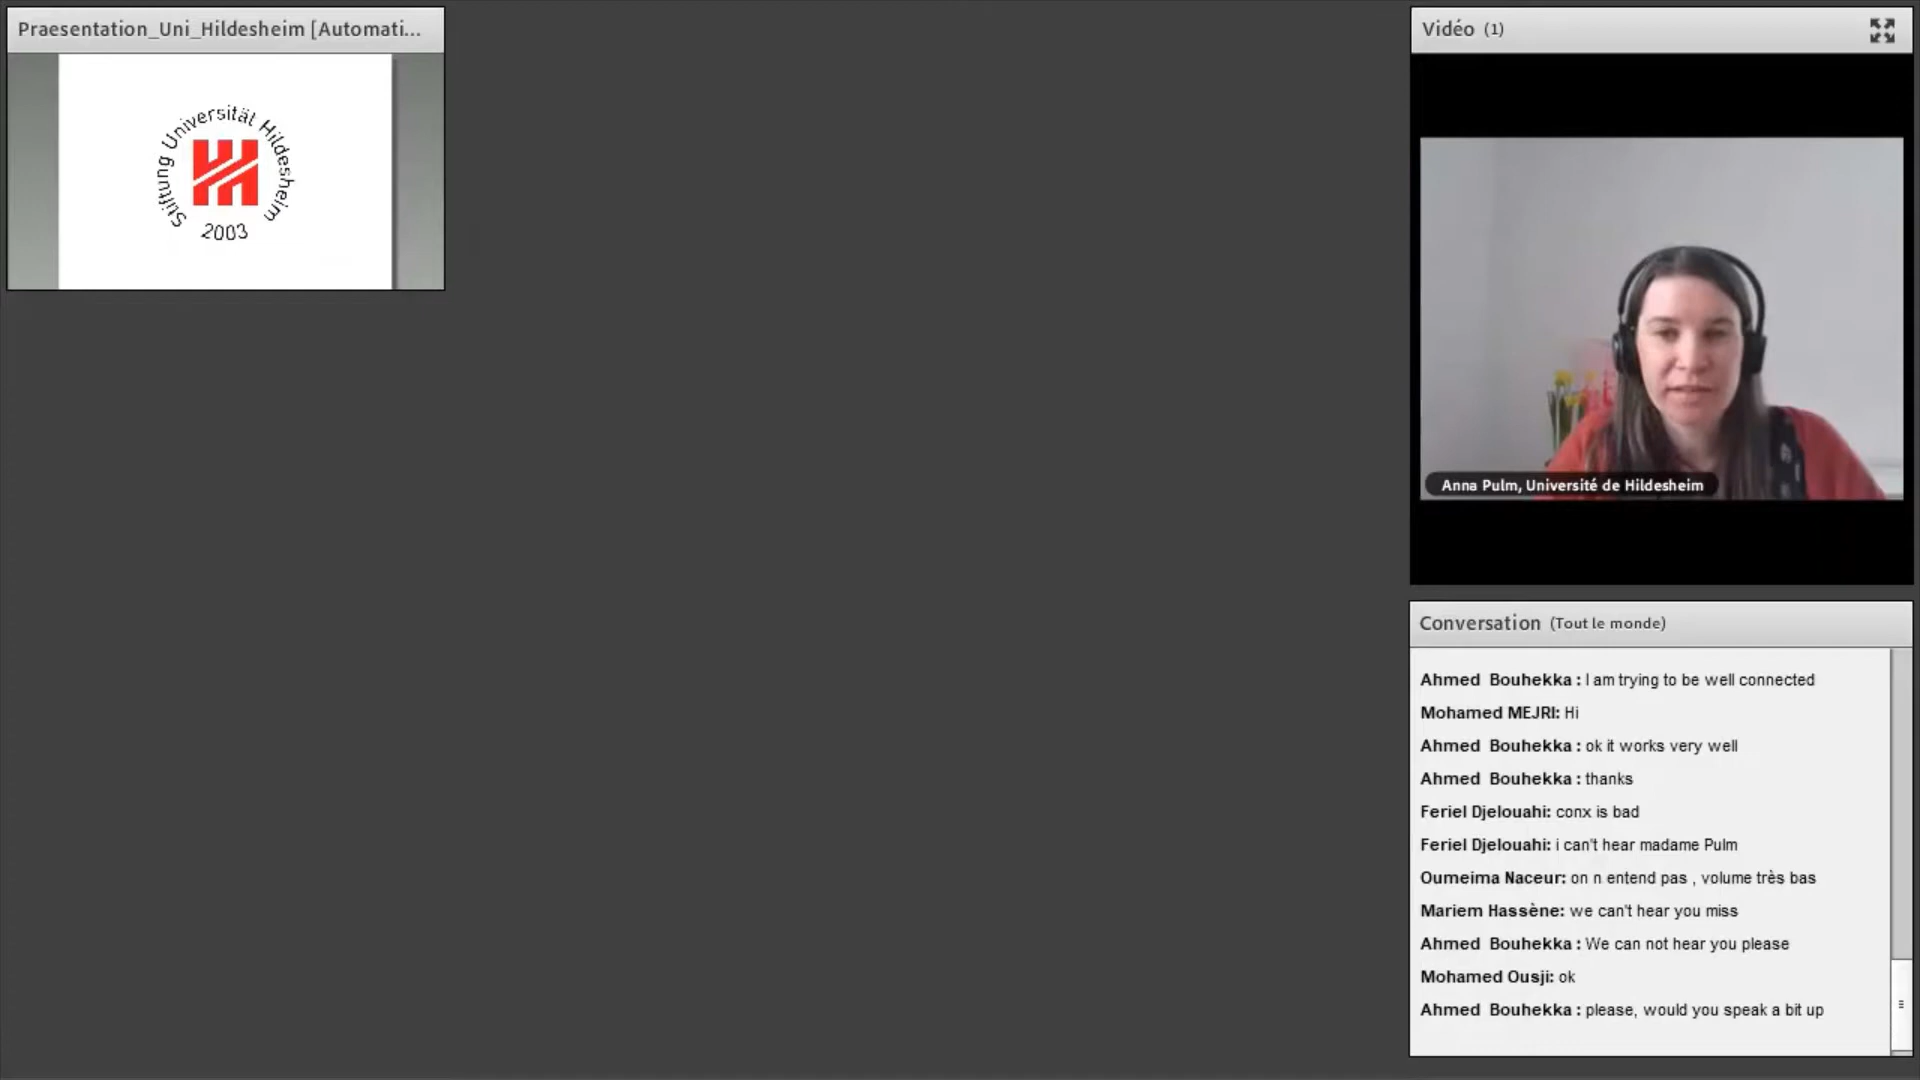 Praesentation_Uni_Hildesheim [Automati...
Stiftung Universität Hildesheim
2003
Vidéo (1)
Anna Pulm, Université de Hildesheim
Conversation (Tout le monde)
Ahmed Bouhekka : I am trying to be well connected
Mohamed MEJRI: Hi
Ahmed Bouhekka : ok it works very well
Ahmed Bouhekka : thanks
Feriel Djelouahi: conx is bad
Feriel Djelouahi: i can't hear madame Pulm
Oumeima Naceur: on n entend pas , volume très bas
Mariem Hassène: we can't hear you miss
Ahmed Bouhekka : We can not hear you please
Mohamed Ousji: ok
Ahmed Bouhekka : please, would you speak a bit up